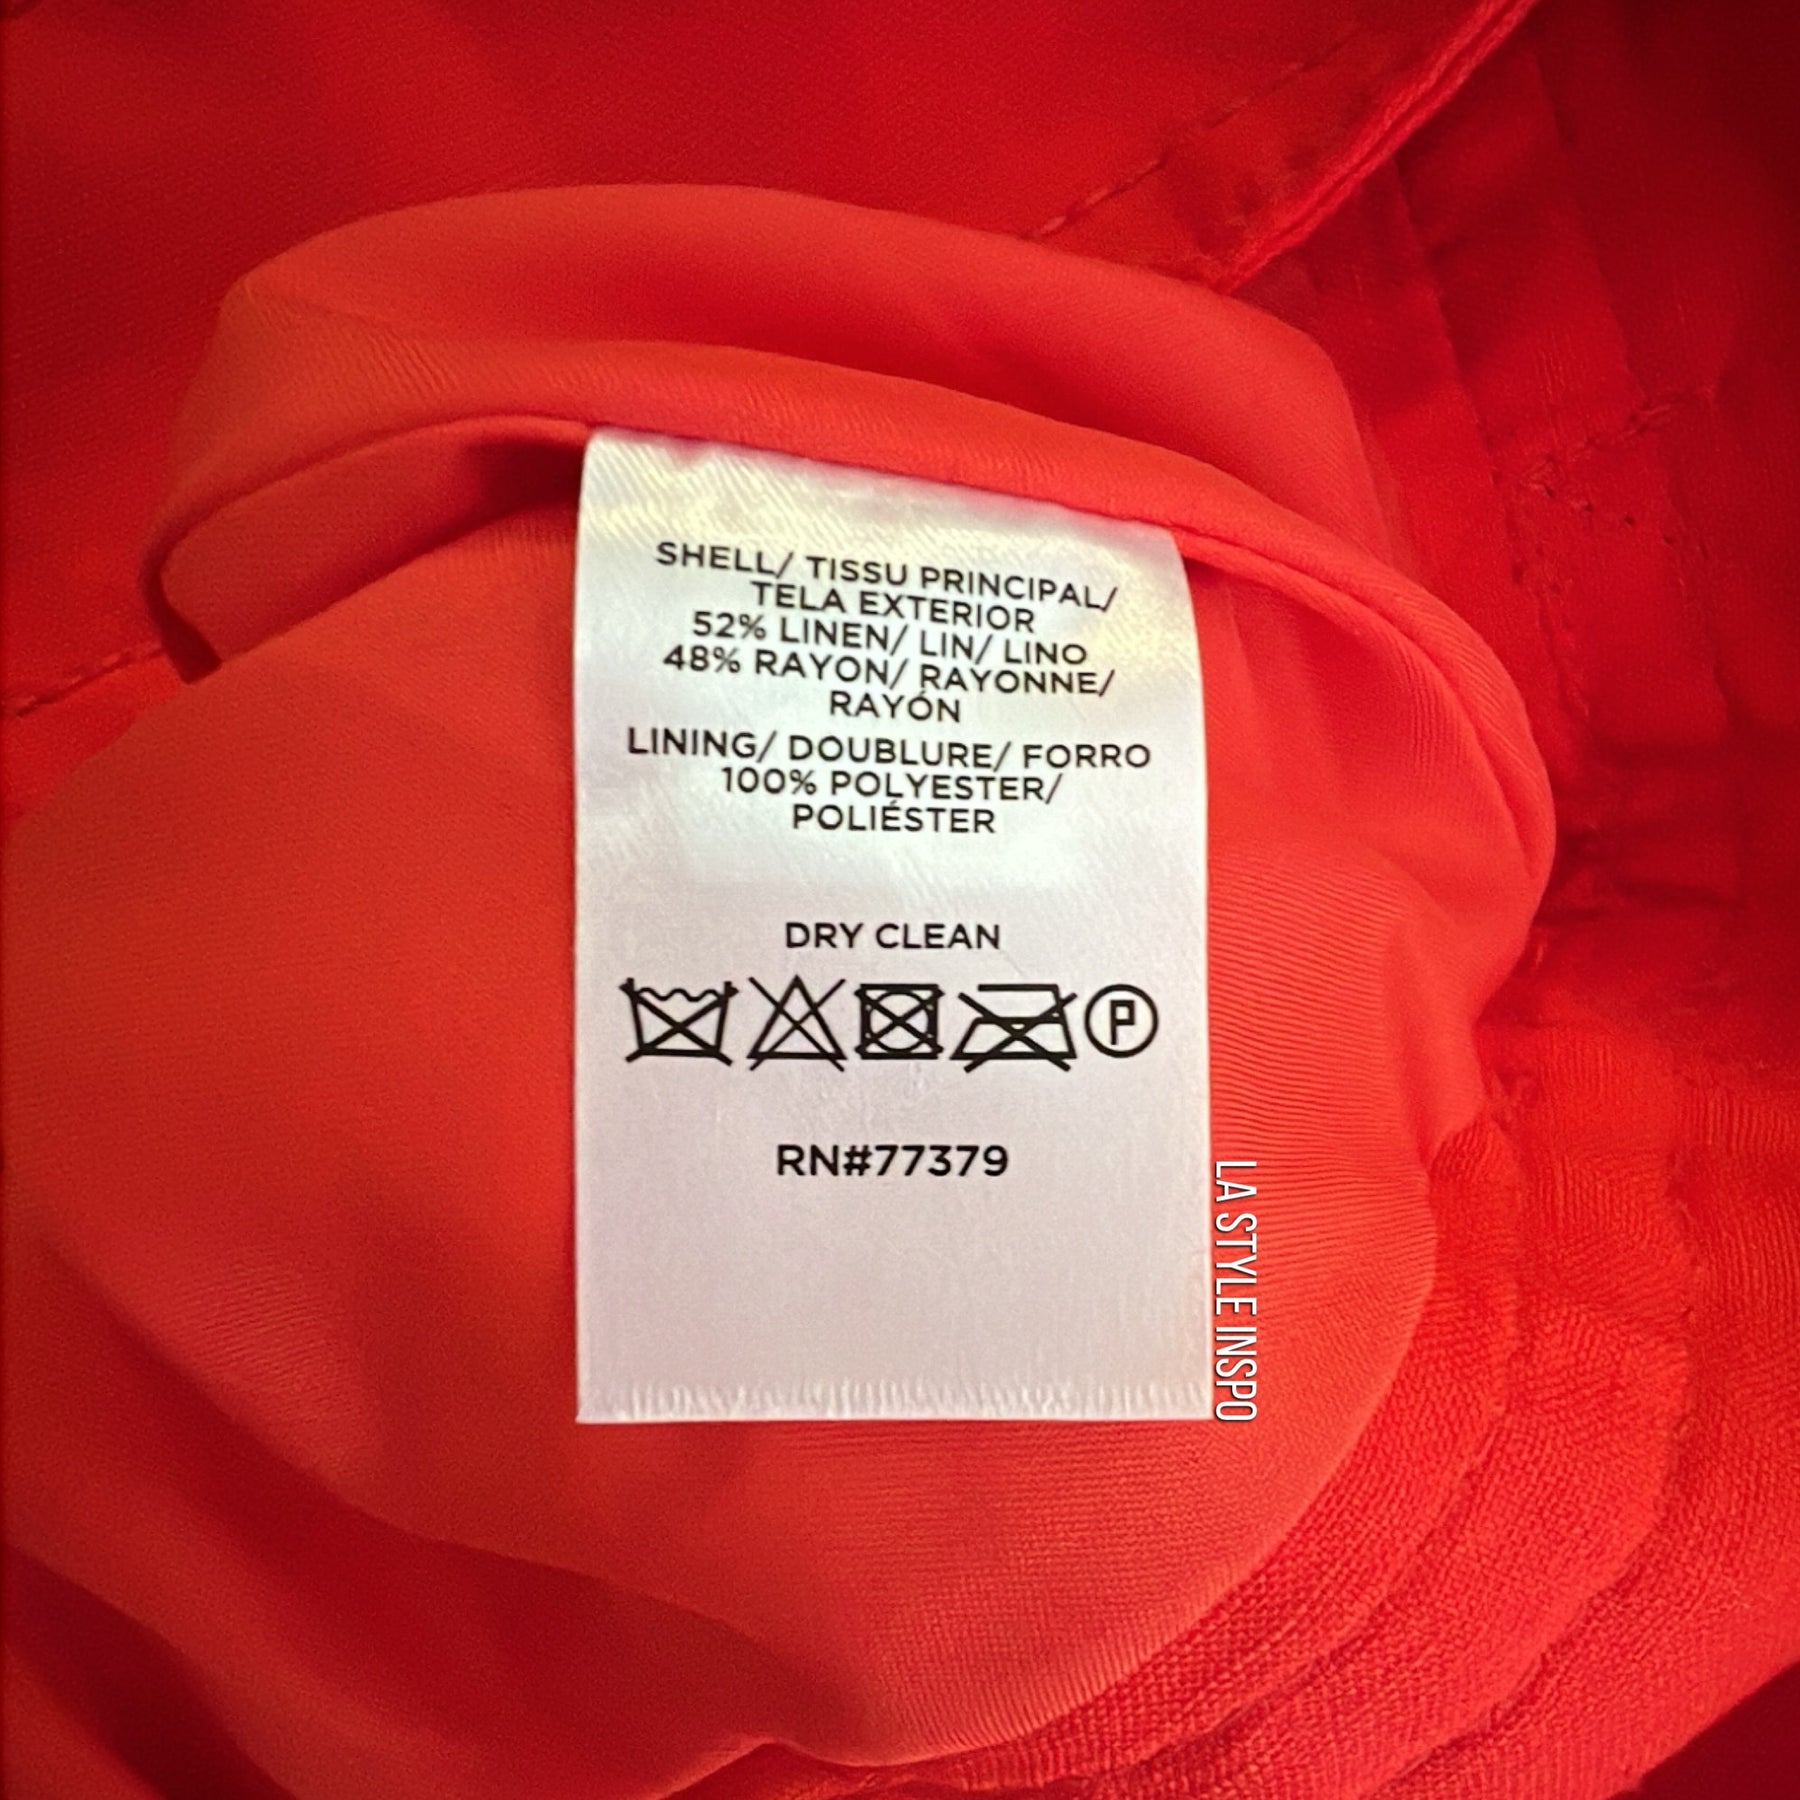 SHELL/ TISSU PRINCIPAL/
TELA EXTERIOR
52% LINEN/ LIN/ LINO
48% RAYON/ RAYONNE/
RAYÓN
LINING/ DOUBLURE/ FORRO
100% POLYESTER/
POLIÉSTER
DRY CLEAN
P
RN#77379
LA STYLE INSPO